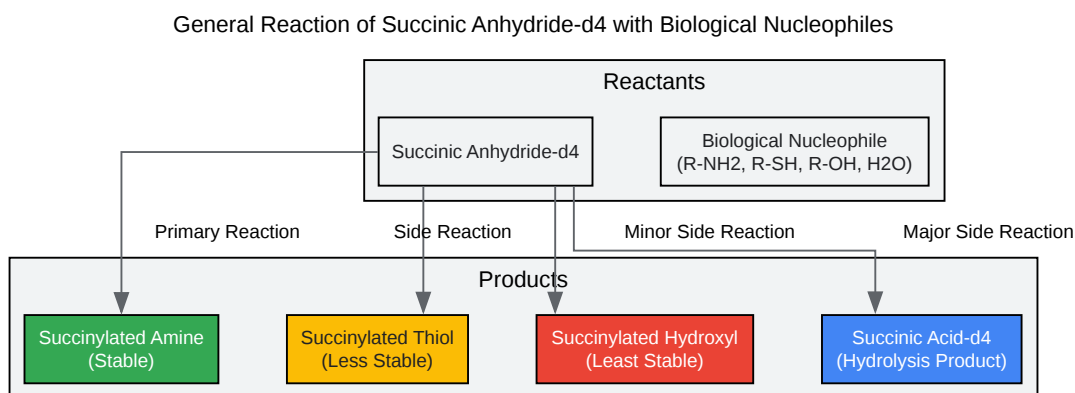 General Reaction of Succinic Anhydride-d4 with Biological Nucleophiles
Reactants
Succinic Anhydride-d4
Biological Nucleophile
(R-NH2, R-SH, R-OH, H2O)
Primary Reaction
Side Reaction
Minor Side Reaction
Major Side Reaction
Products
Succinylated Amine
(Stable)
Succinylated Thiol
(Less Stable)
Succinylated Hydroxyl
(Least Stable)
Succinic Acid-d4
(Hydrolysis Product)